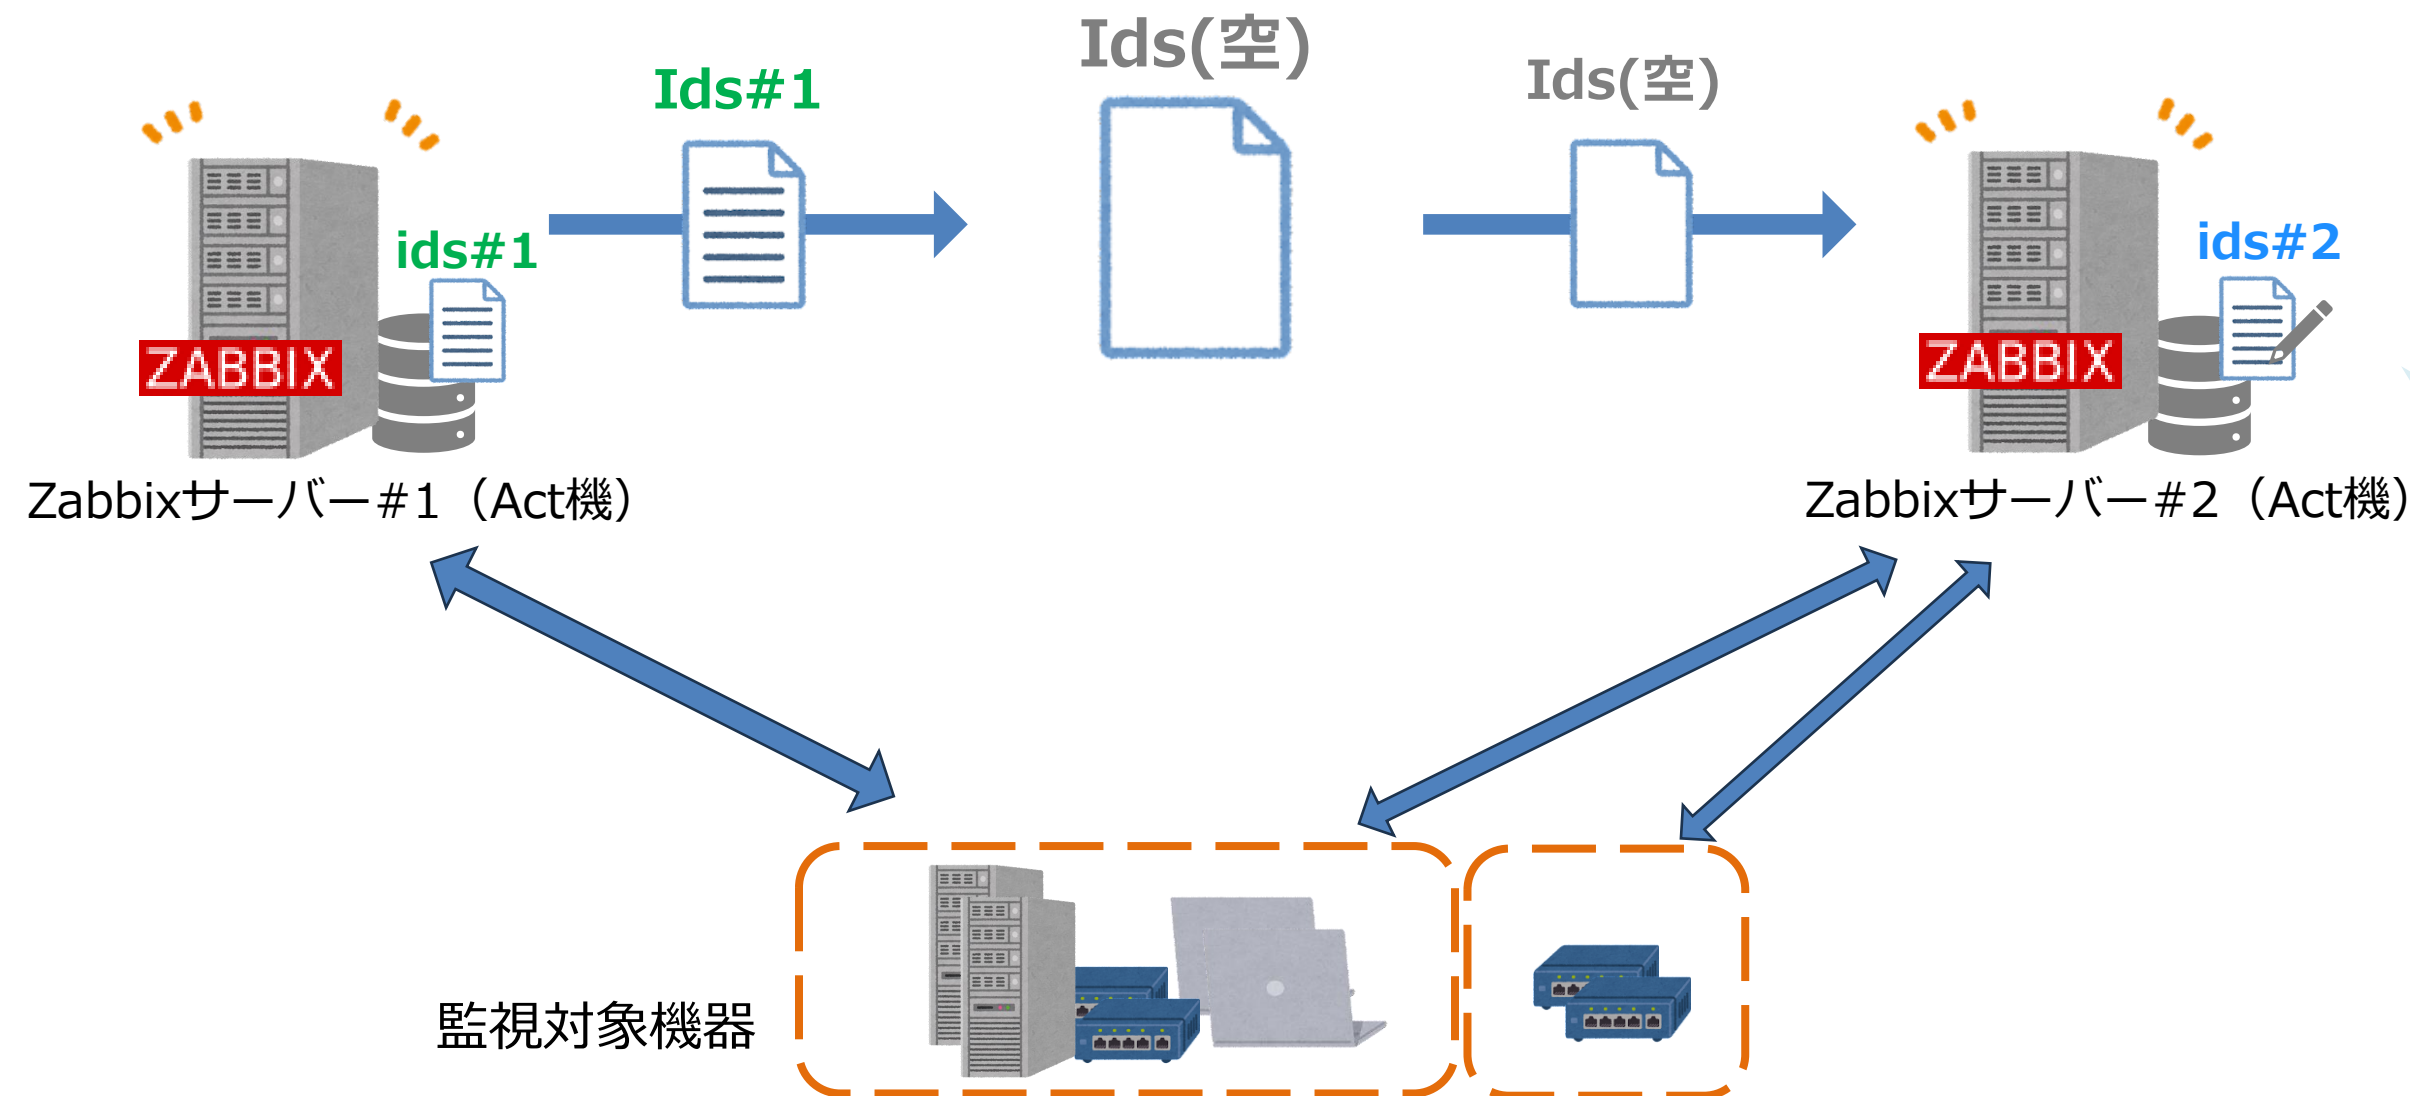 Ids(空)
Ids#1
Ids(空)
ids#1
ids#2
ZABBIX
ZABBIX
Zabbixサーバー#1（Act機）
Zabbixサーバー#2（Act機）
監視対象機器